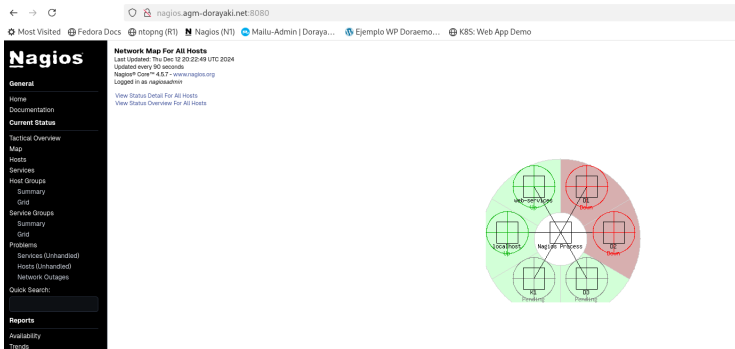 nagios.agm-dorayaki.net:8080
Most Visited Fedora Docs ntopng (R1) Nagios (N1) Mailu-Admin | Doraya... Ejemplo WP Doraemo... K8S: Web App Demo
Nagios®
General
Home
Documentation
Current Status
Tactical Overview
Map
Hosts
Services
Host Groups
Summary
Grid
Service Groups
Summary
Grid
Problems
Services (Unhandled)
Hosts (Unhandled)
Network Outages
Quick Search:
Reports
Availability
Trends
Network Map For All Hosts
Last Updated: Thu Dec 12 20:22:49 UTC 2024
Updated every 90 seconds
Nagios® Core™ 4.5.7 - www.nagios.org
Logged in as nagiosadmin
View Status Detail For All Hosts
View Status Overview For All Hosts
web-services
Up
D1
Down
localhost
Up
Nagios Process
D2
Down
R1
Pending
D3
Pending